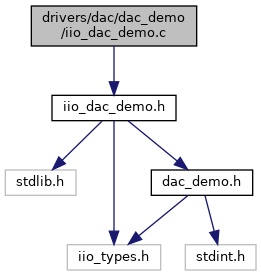 drivers/dac/dac_demo
/iio_dac_demo.c
iio_dac_demo.h
stdlib.h
dac_demo.h
iio_types.h
stdint.h